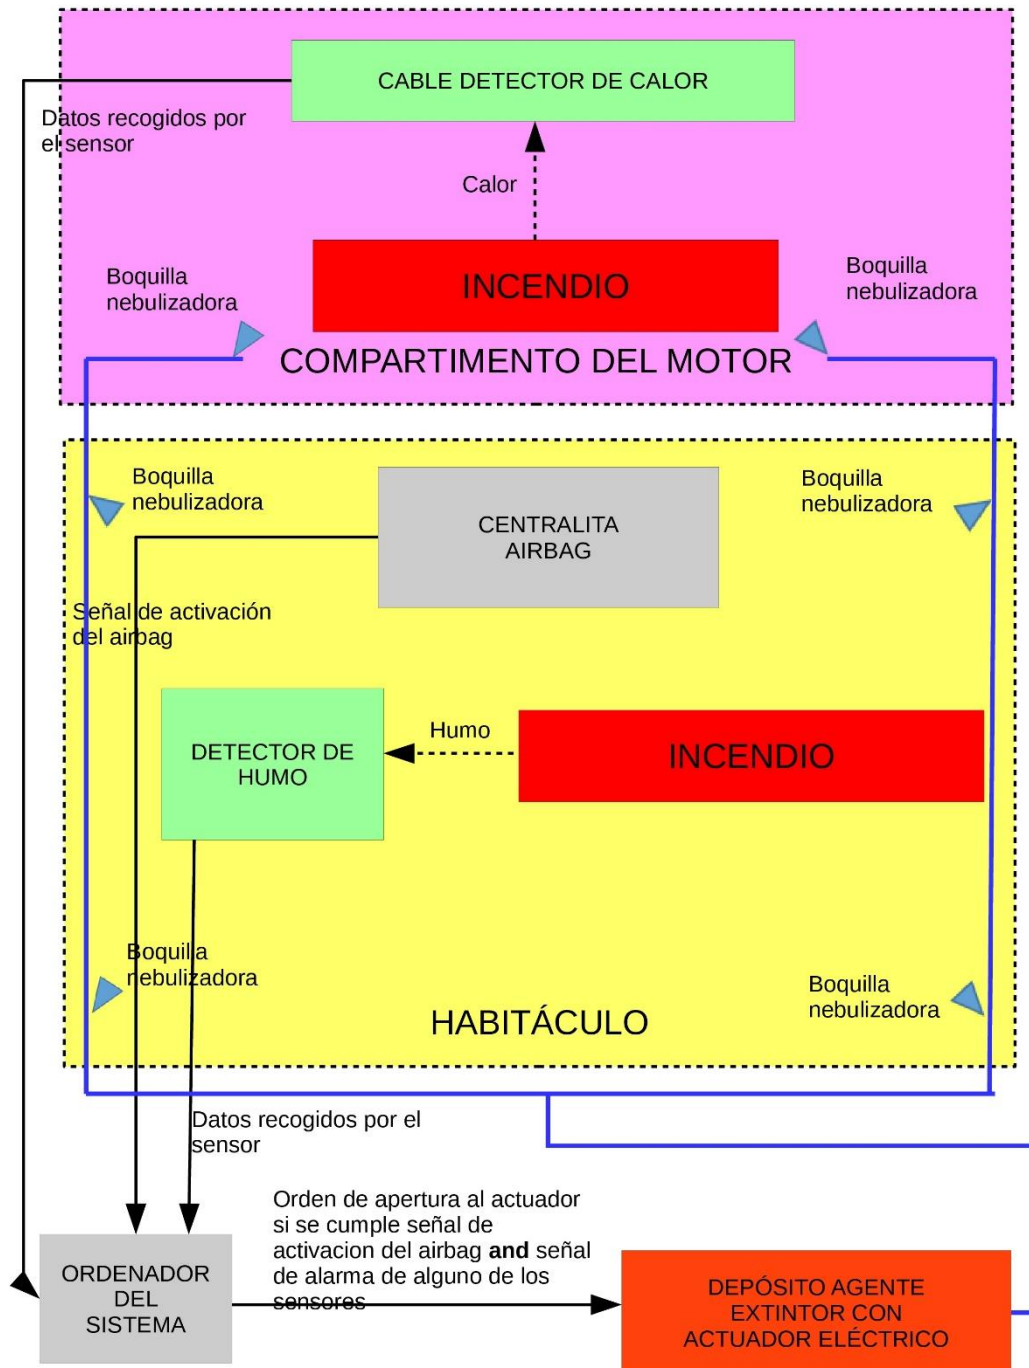 CABLE DETECTOR DE CALOR
Datos recogidos por
el sensor
Calor
INCENDIO
Boquilla
nebulizadora
Boquilla
nebulizadora
COMPARTIMENTO DEL MOTOR
Boquilla
nebulizadora
CENTRALITA
AIRBAG
Boquilla
nebulizadora
Señal de activación
del airbag
DETECTOR DE
HUMO
Humo
INCENDIO
Boquilla
nebulizadora
Boquilla
nebulizadora
HABITÁCULO
Datos recogidos por el
sensor
Orden de apertura al actuador
si se cumple señal de
activacion del airbag and señal
de alarma de alguno de los
sensores
ORDENADOR
DEL
SISTEMA
DEPÓSITO AGENTE
EXTINTOR CON
ACTUADOR ELÉCTRICO